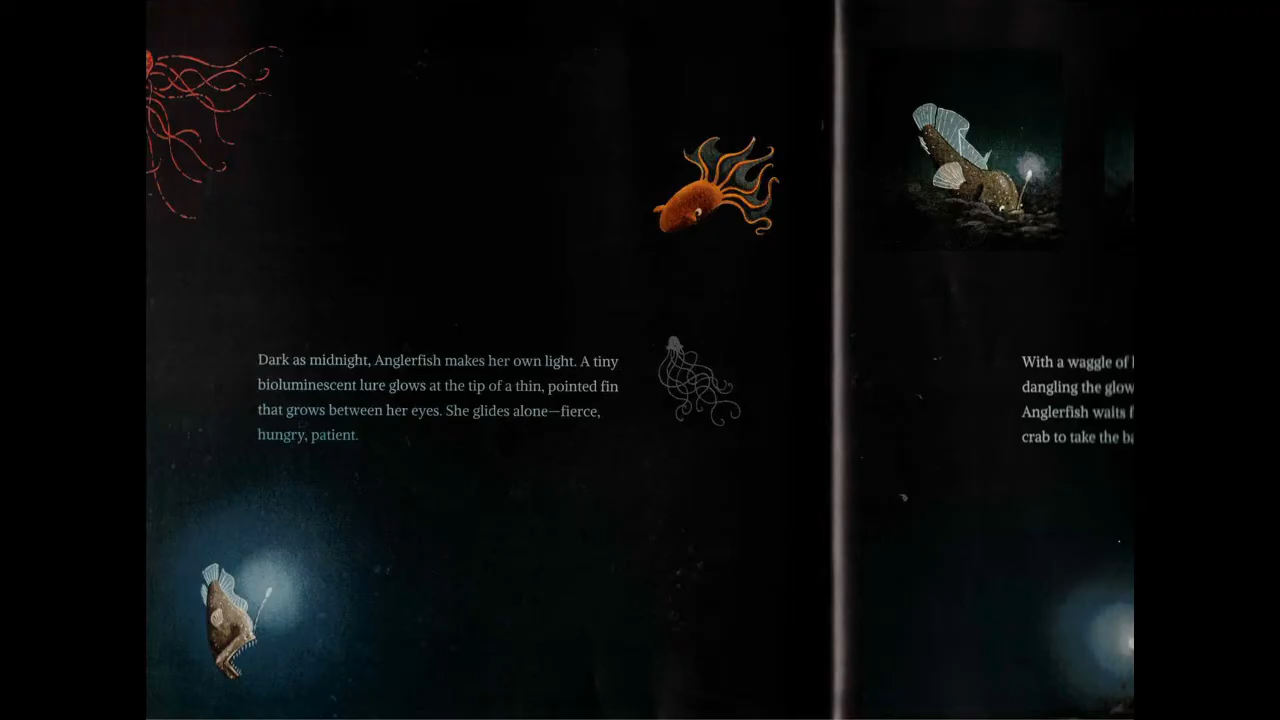 Dark as midnight, Anglerfish makes her own light. A tiny
bioluminescent lure glows at the tip of a thin, pointed fin
that grows between her eyes. She glides alone—fierce,
hungry, patient.
With a waggle of
dangling the glow
Anglerfish waits
crab to take the